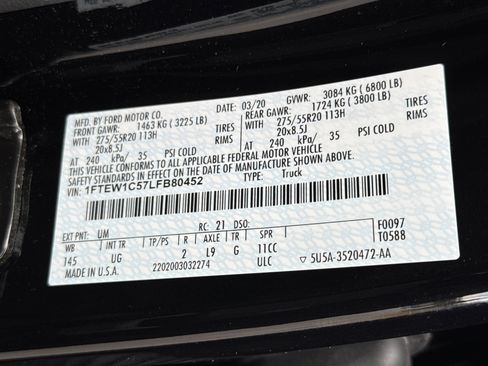 MFD. BY FORD MOTOR CO.
DATE: 03/20 GVWR: 3084 KG (6800 LB)
FRONT GAWR: 1463 KG (3225 LB) REAR GAWR: 1724 KG (3800 LB)
WITH 275/55R20 113H TIRES WITH 275/55R20 113H TIRES
20x8.5J RIMS 20x8.5J RIMS
AT 240 kPa/ 35 PSI COLD AT 240 kPa/ 35 PSI COLD
THIS VEHICLE CONFORMS TO ALL APPLICABLE FEDERAL MOTOR VEHICLE
SAFETY STANDARDS IN EFFECT ON THE DATE OF MANUFACTURE SHOWN ABOVE.
VIN: 1FTEW1C57LFB80452 TYPE: Truck
F0097
T0588
EXT PNT: UM RC: 21 DSO:
WB INT TR TP/PS R AXLE TR SPR
145 UG 2 L9 G 11CC
MADE IN U.S.A. 2202003032274 ULC ▽ 5U5A-3520472-AA